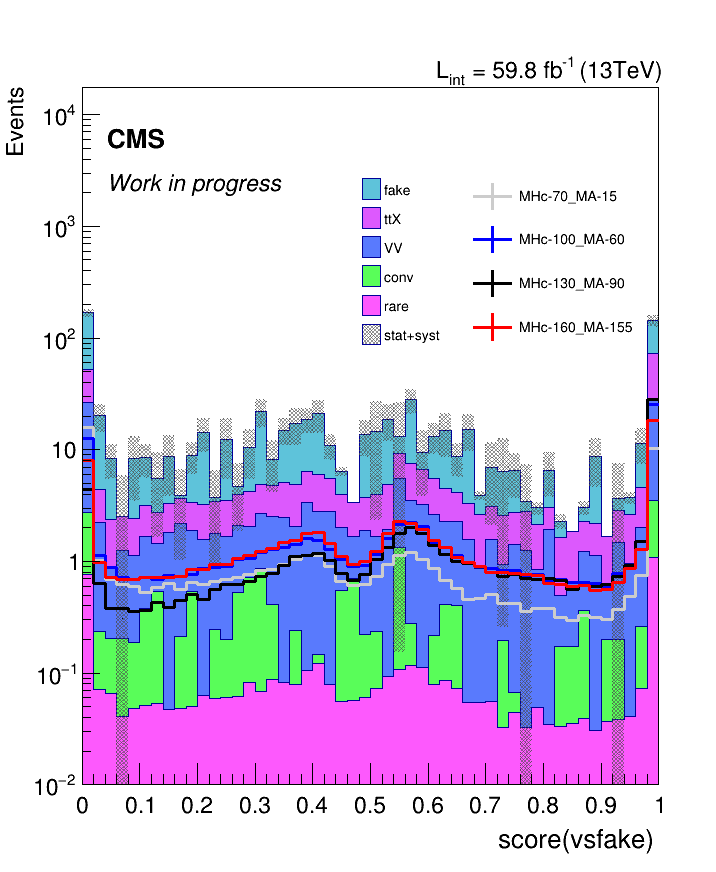 L_int = 59.8 fb^-1 (13TeV)
Events
CMS
Work in progress
fake
ttX
VV
conv
rare
stat+syst
MHc-70_MA-15
MHc-100_MA-60
MHc-130_MA-90
MHc-160_MA-155
10^4
10^3
10^2
10
1
10^−1
10^−2
0 0.1 0.2 0.3 0.4 0.5 0.6 0.7 0.8 0.9 1
score(vsfake)